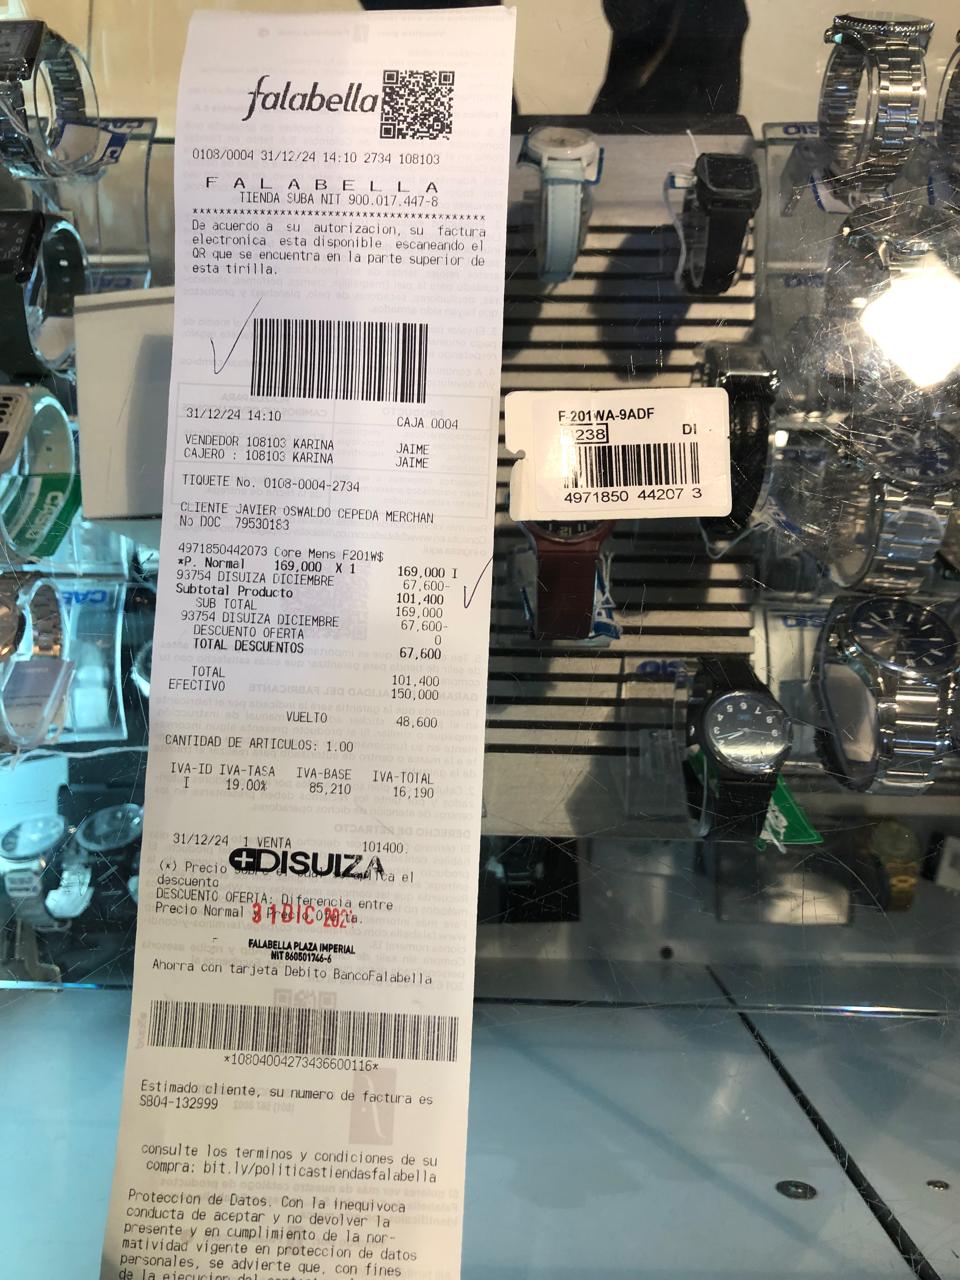 falabella
0108/0004 31/12/24 14:10 2734 108103
F A L A B E L L A
TIENDA SUBA NIT 900.017.447-8
************************************************
De acuerdo a su autorizacion, su factura
electronica esta disponible escaneando el
QR que se encuentra en la parte superior de
esta tirilla.
31/12/24 14:10 CAJA 0004
VENDEDOR 108103 KARINA JAIME
CAJERO : 108103 KARINA JAIME
TIQUETE No. 0108-0004-2734
CLIENTE JAVIER OSWALDO CEPEDA MERCHAN
No DOC 79530183
4971850442073 Core Mens F201W$
*P. Normal 169,000 X 1 169,000 I
93754 DISUIZA DICIEMBRE 67,600-
Subtotal Producto 101,400
SUB TOTAL 169,000
93754 DISUIZA DICIEMBRE 67,600-
DESCUENTO OFERTA 0
TOTAL DESCUENTOS 67,600
TOTAL 101,400
EFECTIVO 150,000
VUELTO 48,600
CANTIDAD DE ARTICULOS: 1.00
IVA-ID IVA-TASA IVA-BASE IVA-TOTAL
I 19.00% 85,210 16,190
31/12/24 1 VENTA 101400.
DISUIZA
(*) Precio el
descuento
DESCUENTO OFERTA: Diferencia entre
Precio Normal
31 DIC 202
FALABELLA PLAZA IMPERIAL
NIT 860501746-6
Ahorra con tarjeta Debito BancoFalabella
*10804004273436600116*
Estimado cliente, su numero de factura es
SB04-132999
consulte los terminos y condiciones de su
compra: bit.ly/politicastiendasfalabella
Proteccion de Datos. Con la inequivoca
conducta de aceptar y no devolver la
presente y en cumplimiento de la nor-
matividad vigente en proteccion de datos
personales, se advierte que, con fines
F-201WA-9ADF
238 DI
4971850 44207 3
CASIO